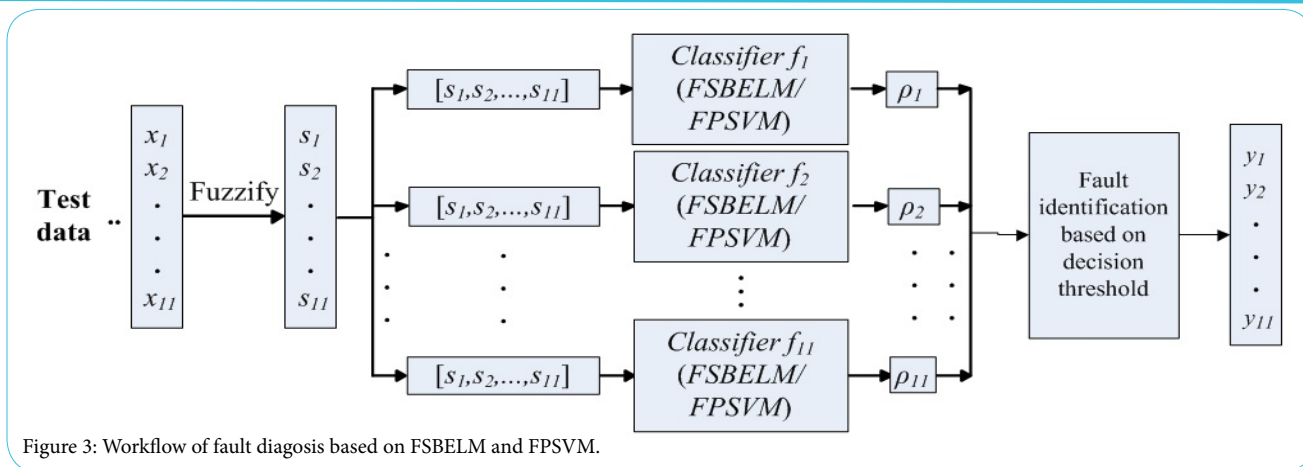 Test
data
..
x1
x2
.
.
.
x11
Fuzzify
s1
s2
.
.
.
s11
[s1,s2,...,s11]
Classifier f1
(FSBELM/
FPSVM)
ρ1
[s1,s2,...,s11]
Classifier f2
(FSBELM/
FPSVM)
ρ2
[s1,s2,...,s11]
Classifier f11
(FSBELM/
FPSVM)
ρ11
Fault
identification
based on
decision
threshold
y1
y2
.
.
.
y11
Figure 3: Workflow of fault diagosis based on FSBELM and FPSVM.